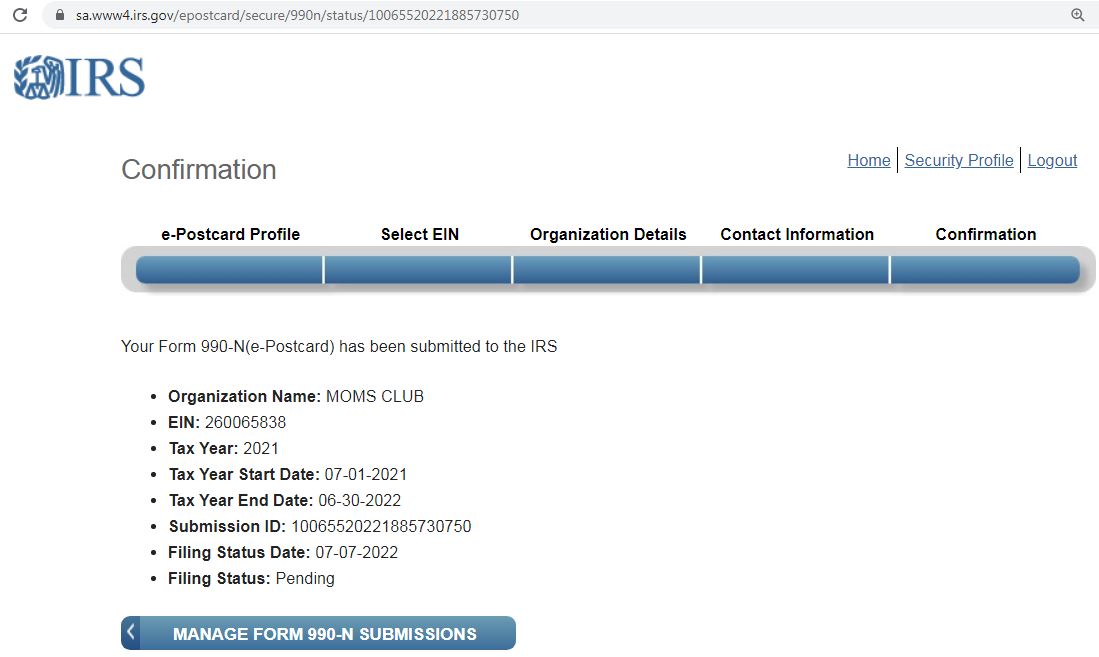 sa.www4.irs.gov/epostcard/secure/990n/status/10065520221885730750
IRS
Home Security Profile Logout
Confirmation
e-Postcard Profile Select EIN Organization Details Contact Information Confirmation
Your Form 990-N(e-Postcard) has been submitted to the IRS
Organization Name: MOMS CLUB
EIN: 260065838
Tax Year: 2021
Tax Year Start Date: 07-01-2021
Tax Year End Date: 06-30-2022
Submission ID: 10065520221885730750
Filing Status Date: 07-07-2022
Filing Status: Pending
MANAGE FORM 990-N SUBMISSIONS